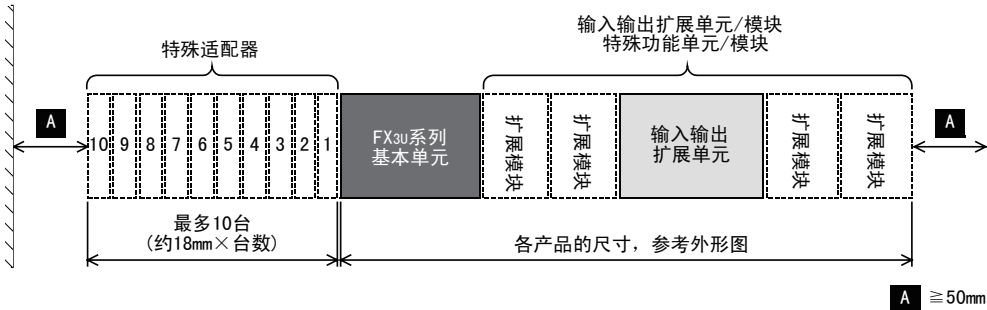 输入输出扩展单元/模块
特殊功能单元/模块
特殊适配器
A
10 9 8 7 6 5 4 3 2 1
FX3U系列
基本单元
扩展模块
扩展模块
输入输出
扩展单元
扩展模块
扩展模块
A
最多10台
(约18mm×台数)
各产品的尺寸，参考外形图
A ≧50mm